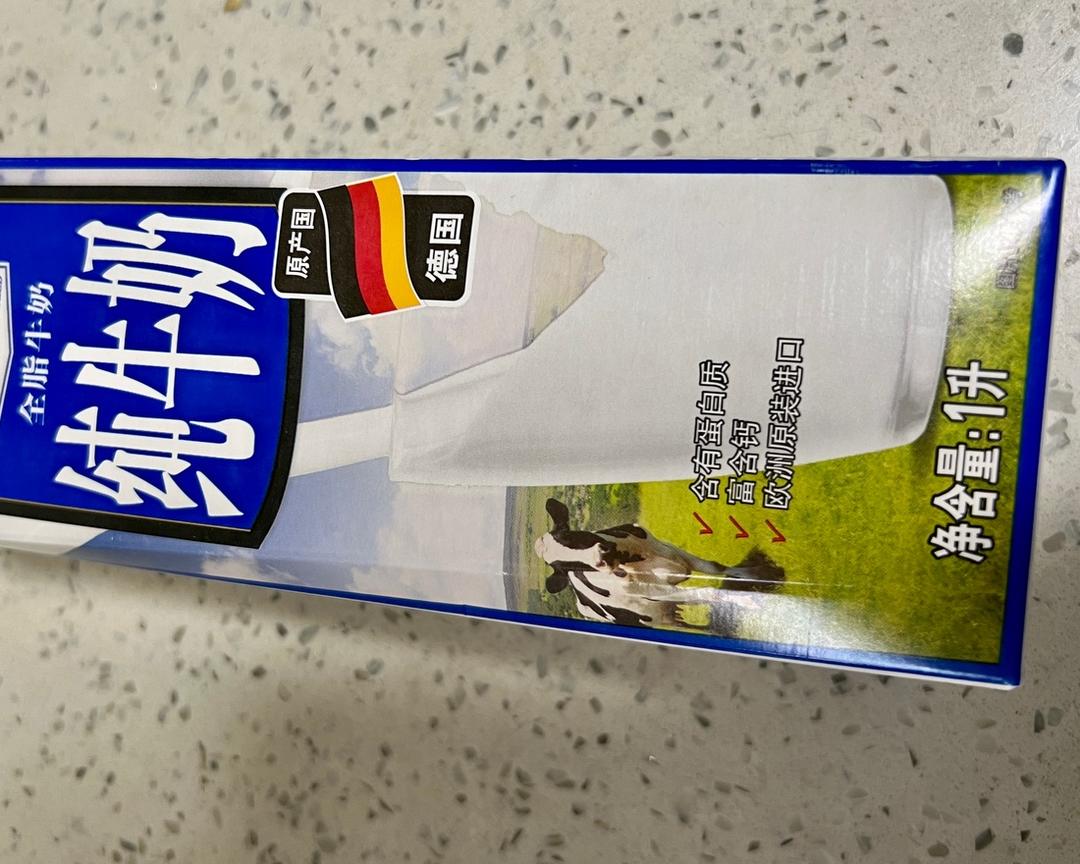 全脂牛奶
纯牛奶
原产国
德国
含有蛋白质
富含钙
欧洲原装进口
净含量:1升